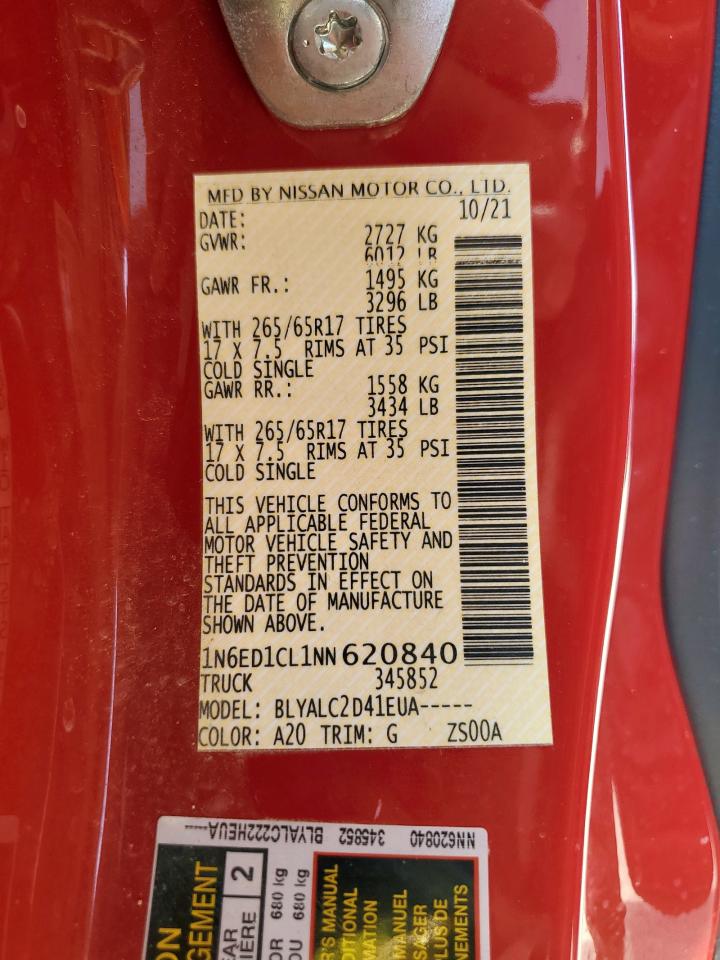 MFD BY NISSAN MOTOR CO., LTD.
DATE: 10/21
GVWR: 2727 KG
6012 LB
GAWR FR.: 1495 KG
3296 LB
WITH 265/65R17 TIRES
17 X 7.5 RIMS AT 35 PSI
COLD SINGLE
GAWR RR.: 1558 KG
3434 LB
WITH 265/65R17 TIRES
17 X 7.5 RIMS AT 35 PSI
COLD SINGLE
THIS VEHICLE CONFORMS TO
ALL APPLICABLE FEDERAL
MOTOR VEHICLE SAFETY AND
THEFT PREVENTION
STANDARDS IN EFFECT ON
THE DATE OF MANUFACTURE
SHOWN ABOVE.
1N6ED1CL1NN620840
TRUCK 345852
MODEL: BLYALC2D41EUA-----
COLOR: A20 TRIM: G ZS00A
NN620840 345852 BLYALC222HEUA-----
2
680 kg
680 kg
MANUAL
MANUEL
PLUS DE